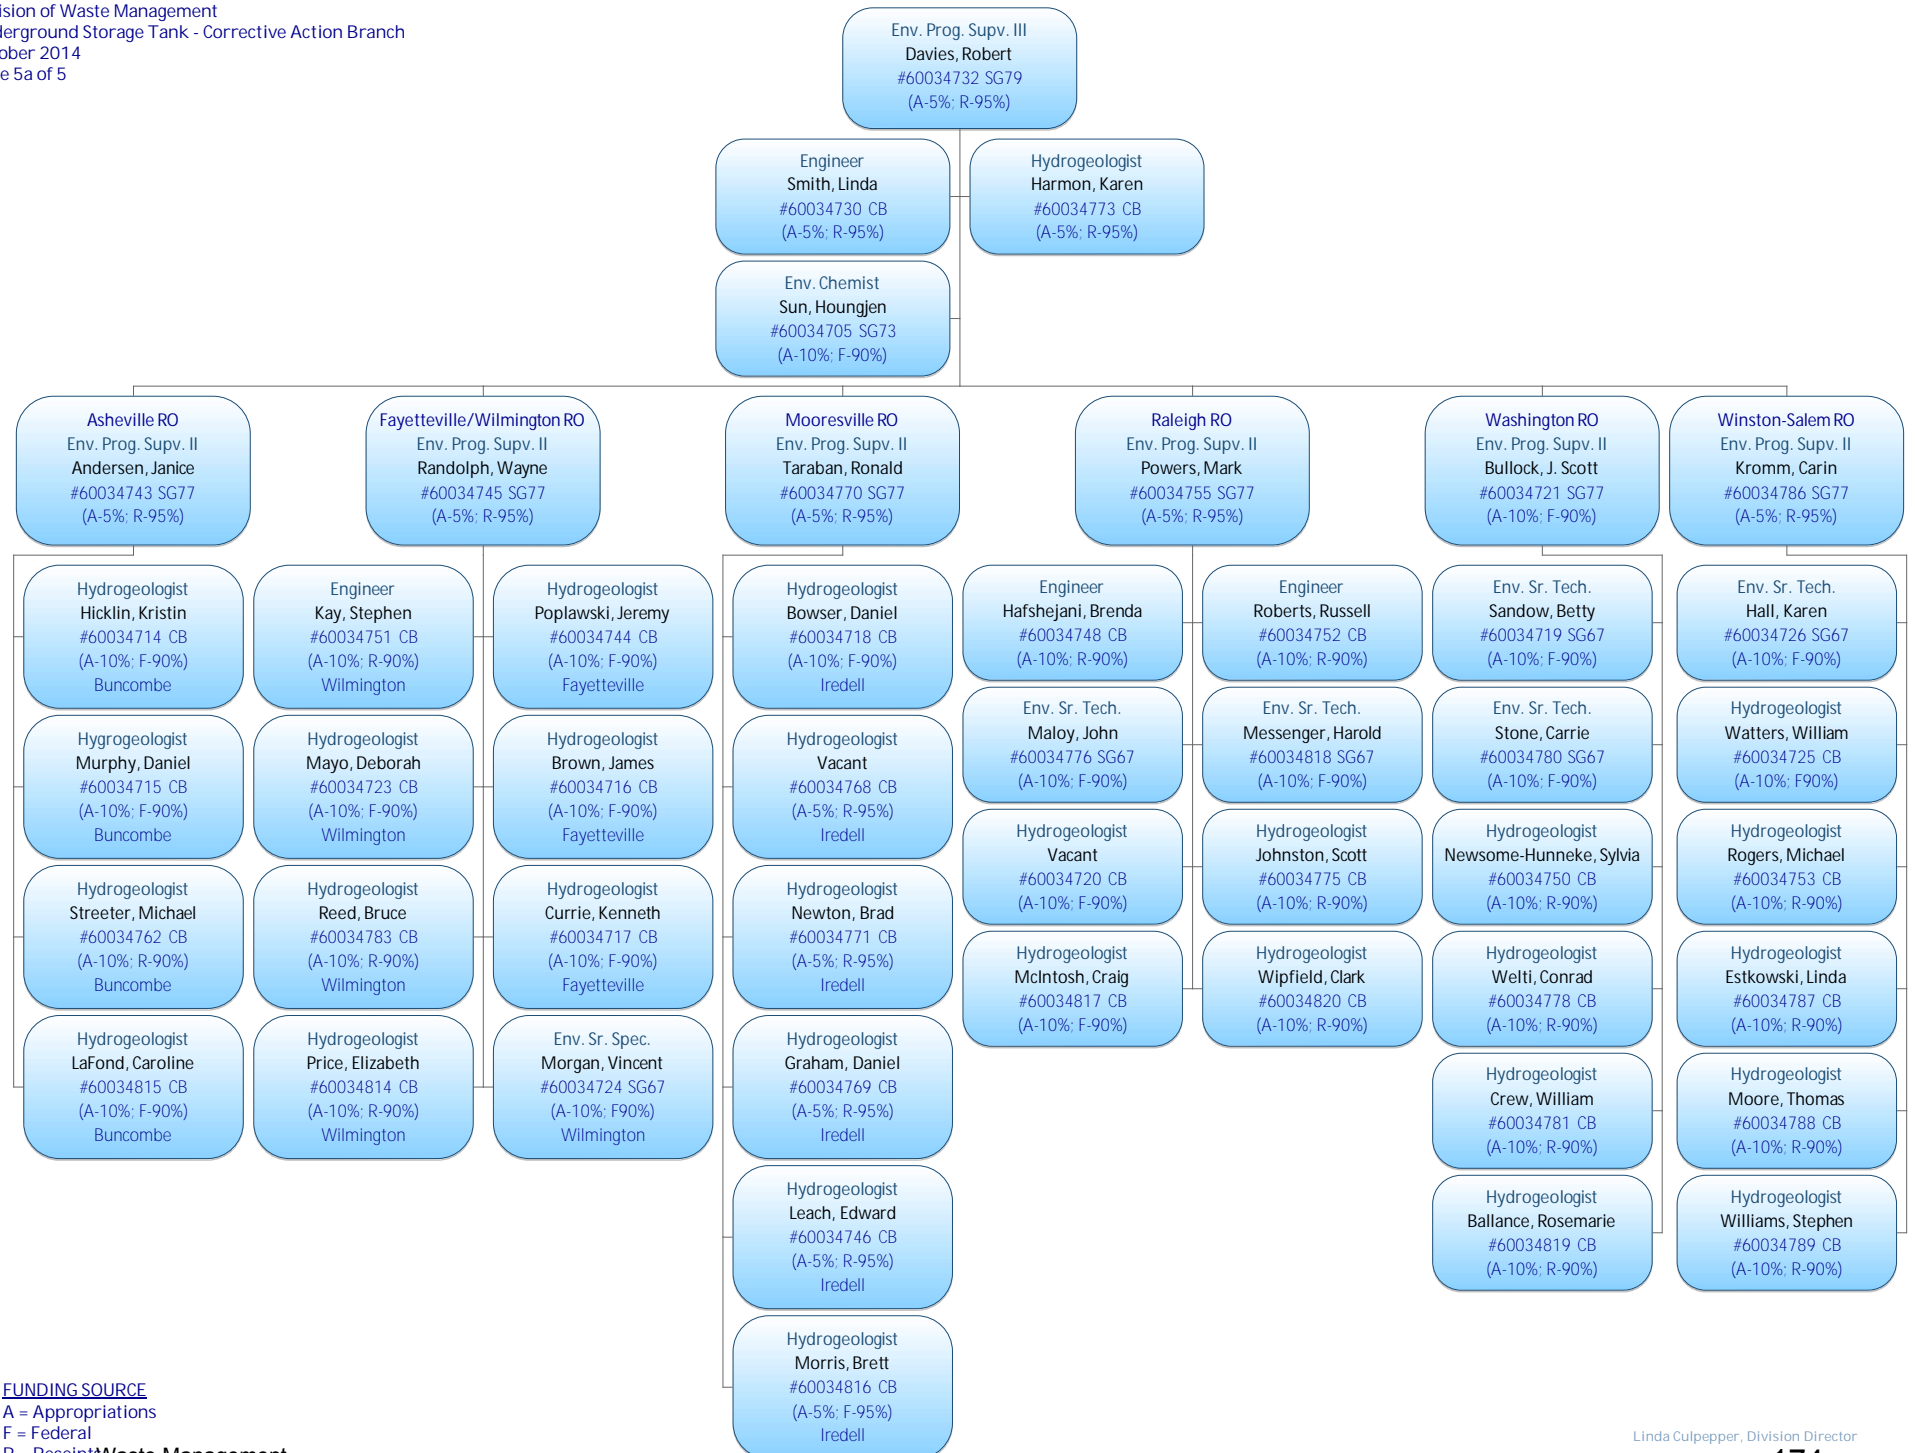 ision of Waste Management
derground Storage Tank - Corrective Action Branch
ober 2014
e 5a of 5
Env. Prog. Supv. III
Davies, Robert
#60034732 SG79
(A-5%; R-95%)
Engineer
Smith, Linda
#60034730 CB
(A-5%; R-95%)
Hydrogeologist
Harmon, Karen
#60034773 CB
(A-5%; R-95%)
Env. Chemist
Sun, Houngjen
#60034705 SG73
(A-10%; F-90%)
Asheville RO
Env. Prog. Supv. II
Andersen, Janice
#60034743 SG77
(A-5%; R-95%)
Fayetteville/Wilmington RO
Env. Prog. Supv. II
Randolph, Wayne
#60034745 SG77
(A-5%; R-95%)
Mooresville RO
Env. Prog. Supv. II
Taraban, Ronald
#60034770 SG77
(A-5%; R-95%)
Raleigh RO
Env. Prog. Supv. II
Powers, Mark
#60034755 SG77
(A-5%; R-95%)
Washington RO
Env. Prog. Supv. II
Bullock, J. Scott
#60034721 SG77
(A-10%; F-90%)
Winston-Salem RO
Env. Prog. Supv. II
Kromm, Carin
#60034786 SG77
(A-5%; R-95%)
Hydrogeologist
Hicklin, Kristin
#60034714 CB
(A-10%; F-90%)
Buncombe
Hygrogeologist
Murphy, Daniel
#60034715 CB
(A-10%; F-90%)
Buncombe
Hydrogeologist
Streeter, Michael
#60034762 CB
(A-10%; R-90%)
Buncombe
Hydrogeologist
LaFond, Caroline
#60034815 CB
(A-10%; F-90%)
Buncombe
Engineer
Kay, Stephen
#60034751 CB
(A-10%; R-90%)
Wilmington
Hydrogeologist
Mayo, Deborah
#60034723 CB
(A-10%; F-90%)
Wilmington
Hydrogeologist
Reed, Bruce
#60034783 CB
(A-10%; R-90%)
Wilmington
Hydrogeologist
Price, Elizabeth
#60034814 CB
(A-10%; R-90%)
Wilmington
Hydrogeologist
Poplawski, Jeremy
#60034744 CB
(A-10%; F-90%)
Fayetteville
Hydrogeologist
Brown, James
#60034716 CB
(A-10%; F-90%)
Fayetteville
Hydrogeologist
Currie, Kenneth
#60034717 CB
(A-10%; F-90%)
Fayetteville
Env. Sr. Spec.
Morgan, Vincent
#60034724 SG67
(A-10%; F90%)
Wilmington
Hydrogeologist
Bowser, Daniel
#60034718 CB
(A-10%; F-90%)
Iredell
Hydrogeologist
Vacant
#60034768 CB
(A-5%; R-95%)
Iredell
Hydrogeologist
Newton, Brad
#60034771 CB
(A-5%; R-95%)
Iredell
Hydrogeologist
Graham, Daniel
#60034769 CB
(A-5%; R-95%)
Iredell
Hydrogeologist
Leach, Edward
#60034746 CB
(A-5%; R-95%)
Iredell
Hydrogeologist
Morris, Brett
#60034816 CB
(A-5%; F-95%)
Iredell
Engineer
Hafshejani, Brenda
#60034748 CB
(A-10%; R-90%)
Env. Sr. Tech.
Maloy, John
#60034776 SG67
(A-10%; F-90%)
Hydrogeologist
Vacant
#60034720 CB
(A-10%; F-90%)
Hydrogeologist
McIntosh, Craig
#60034817 CB
(A-10%; F-90%)
Engineer
Roberts, Russell
#60034752 CB
(A-10%; R-90%)
Env. Sr. Tech.
Messenger, Harold
#60034818 SG67
(A-10%; F-90%)
Hydrogeologist
Johnston, Scott
#60034775 CB
(A-10%; R-90%)
Hydrogeologist
Wipfield, Clark
#60034820 CB
(A-10%; R-90%)
Env. Sr. Tech.
Sandow, Betty
#60034719 SG67
(A-10%; F-90%)
Env. Sr. Tech.
Stone, Carrie
#60034780 SG67
(A-10%; F-90%)
Hydrogeologist
Newsome-Hunneke, Sylvia
#60034750 CB
(A-10%; R-90%)
Hydrogeologist
Welti, Conrad
#60034778 CB
(A-10%; R-90%)
Hydrogeologist
Crew, William
#60034781 CB
(A-10%; R-90%)
Hydrogeologist
Ballance, Rosemarie
#60034819 CB
(A-10%; R-90%)
Env. Sr. Tech.
Hall, Karen
#60034726 SG67
(A-10%; F-90%)
Hydrogeologist
Watters, William
#60034725 CB
(A-10%; F90%)
Hydrogeologist
Rogers, Michael
#60034753 CB
(A-10%; R-90%)
Hydrogeologist
Estkowski, Linda
#60034787 CB
(A-10%; R-90%)
Hydrogeologist
Moore, Thomas
#60034788 CB
(A-10%; R-90%)
Hydrogeologist
Williams, Stephen
#60034789 CB
(A-10%; R-90%)
FUNDING SOURCE
A = Appropriations
F = Federal
Waste Management
Linda Culpepper, Division Director